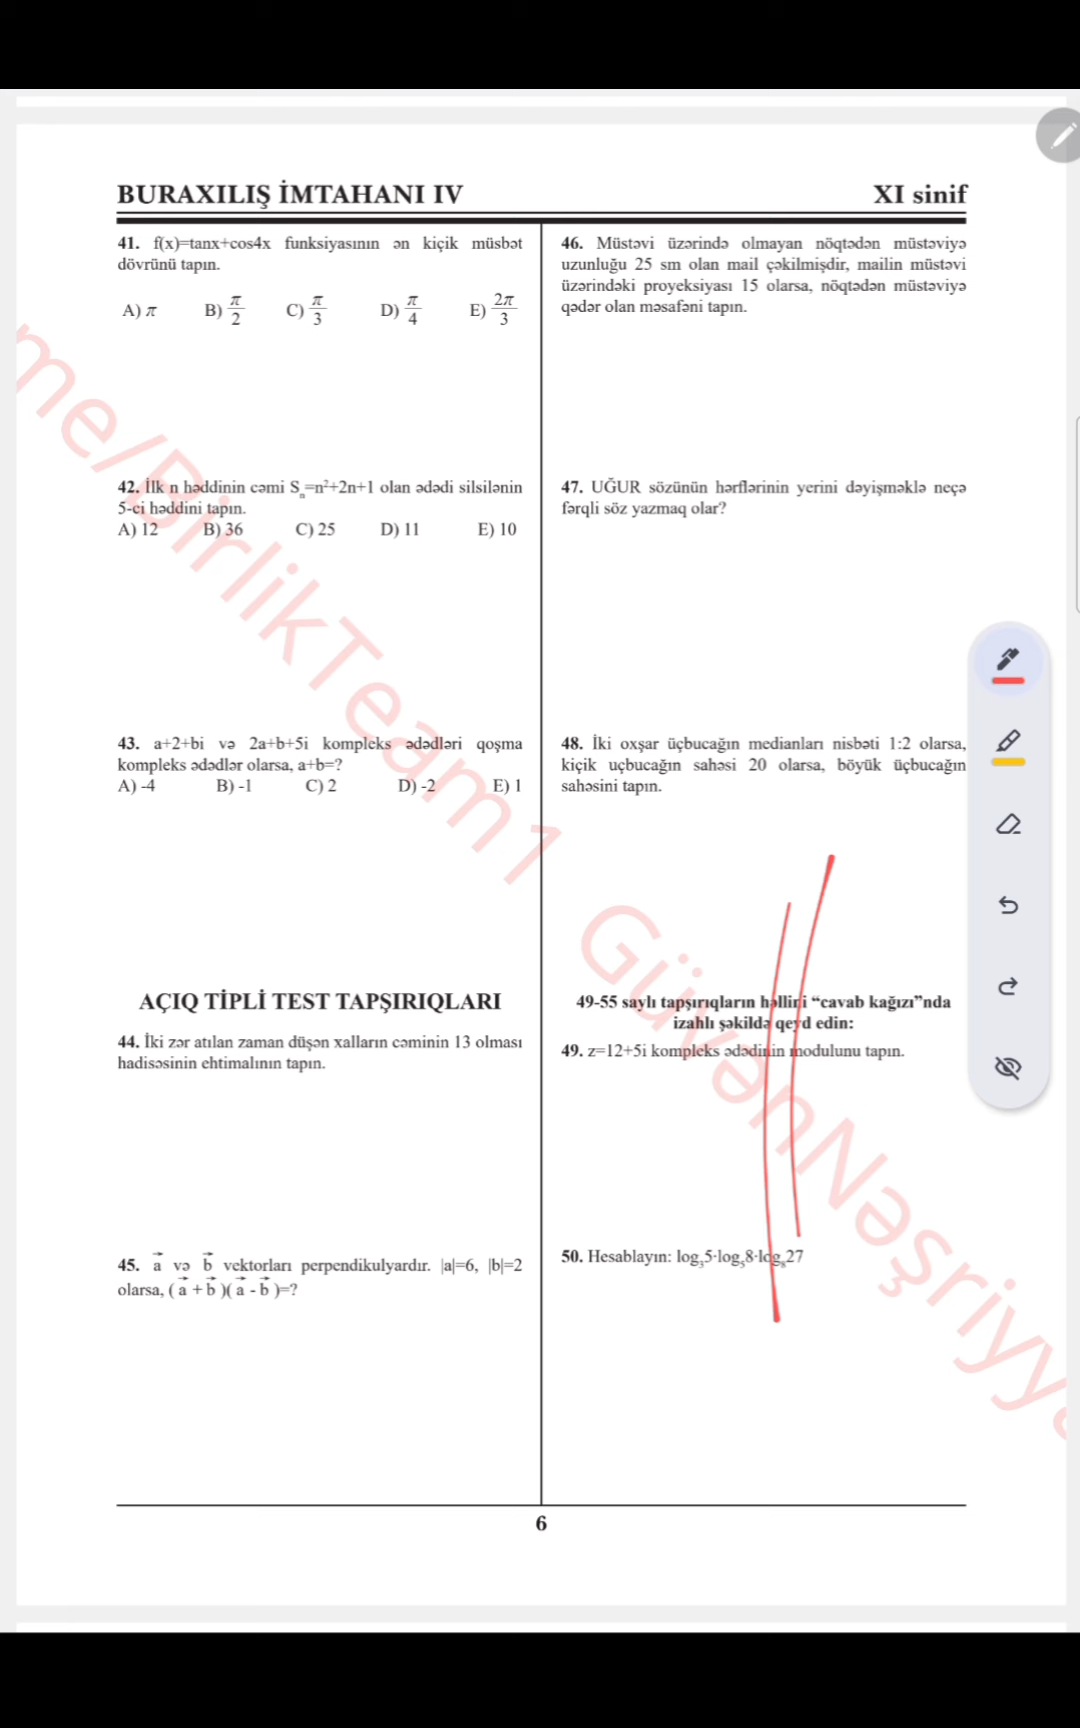 BURAXILIŞ İMTAHANI IV
XI sinif
41. f(x)=tanx+cos4x funksiyasının ən kiçik müsbət
dövrünü tapın.
A) π B) π/2 C) π/3 D) π/4 E) 2π/3
42. İlk n həddinin cəmi Sₙ=n²+2n+1 olan ədədi silsilənin
5-ci həddini tapın.
A) 12 B) 36 C) 25 D) 11 E) 10
43. a+2+bi və 2a+b+5i kompleks ədədləri qoşma
kompleks ədədlər olarsa, a+b=?
A) -4 B) -1 C) 2 D) -2 E) 1
AÇIQ TİPLİ TEST TAPŞIRIQLARI
44. İki zər atılan zaman düşən xalların cəminin 13 olması
hadisəsinin ehtimalının tapın.
45. a⃗ və b⃗ vektorları perpendikulyardır. |a|=6, |b|=2
olarsa, (a⃗ + b⃗)(a⃗ - b⃗)=?
46. Müstəvi üzərində olmayan nöqtədən müstəviyə
uzunluğu 25 sm olan mail çəkilmişdir, mailin müstəvi
üzərindəki proyeksiyası 15 olarsa, nöqtədən müstəviyə
qədər olan məsafəni tapın.
47. UĞUR sözünün hərflərinin yerini dəyişməklə neçə
fərqli söz yazmaq olar?
48. İki oxşar üçbucağın medianları nisbəti 1:2 olarsa,
kiçik uçbucağın sahəsi 20 olarsa, böyük üçbucağın
sahəsini tapın.
49-55 saylı tapşırıqların həllini “cavab kağızı”nda
izahlı şəkildə qeyd edin:
49. z=12+5i kompleks ədədinin modulunu tapın.
50. Hesablayın: log₃5·log₅8·log₈27
6
me/BirlikTeam1 GüvənNəşriyya